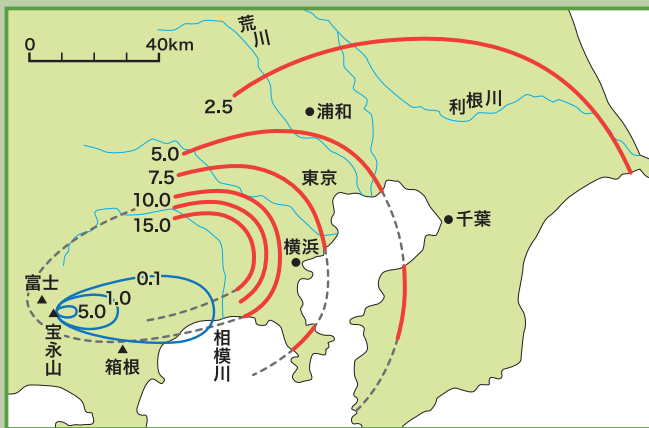 0
40km
荒川
利根川
2.5
浦和
5.0
7.5
東京
10.0
15.0
千葉
横浜
富士
0.1
1.0
5.0
宝永山
箱根
相模川